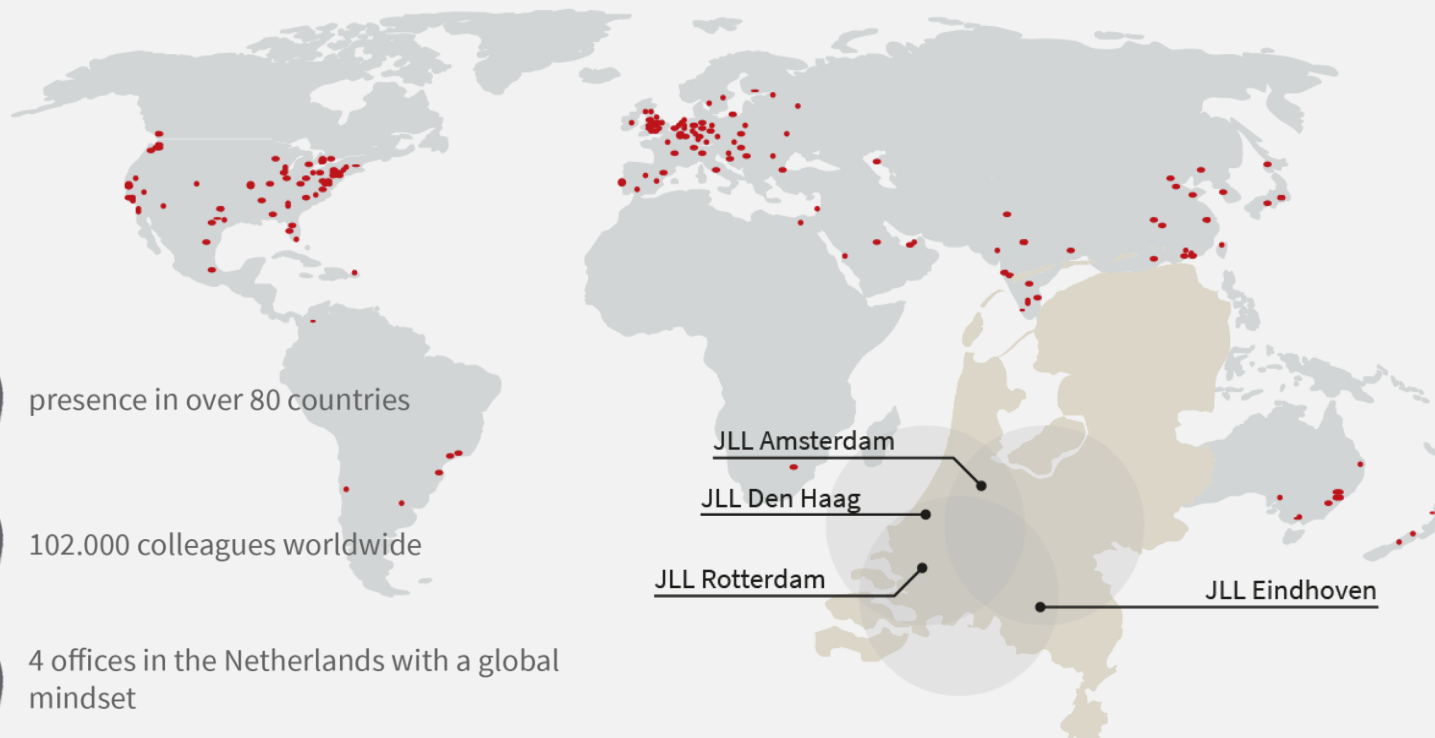 presence in over 80 countries
102.000 colleagues worldwide
4 offices in the Netherlands with a global
mindset
JLL Amsterdam
JLL Den Haag
JLL Rotterdam
JLL Eindhoven